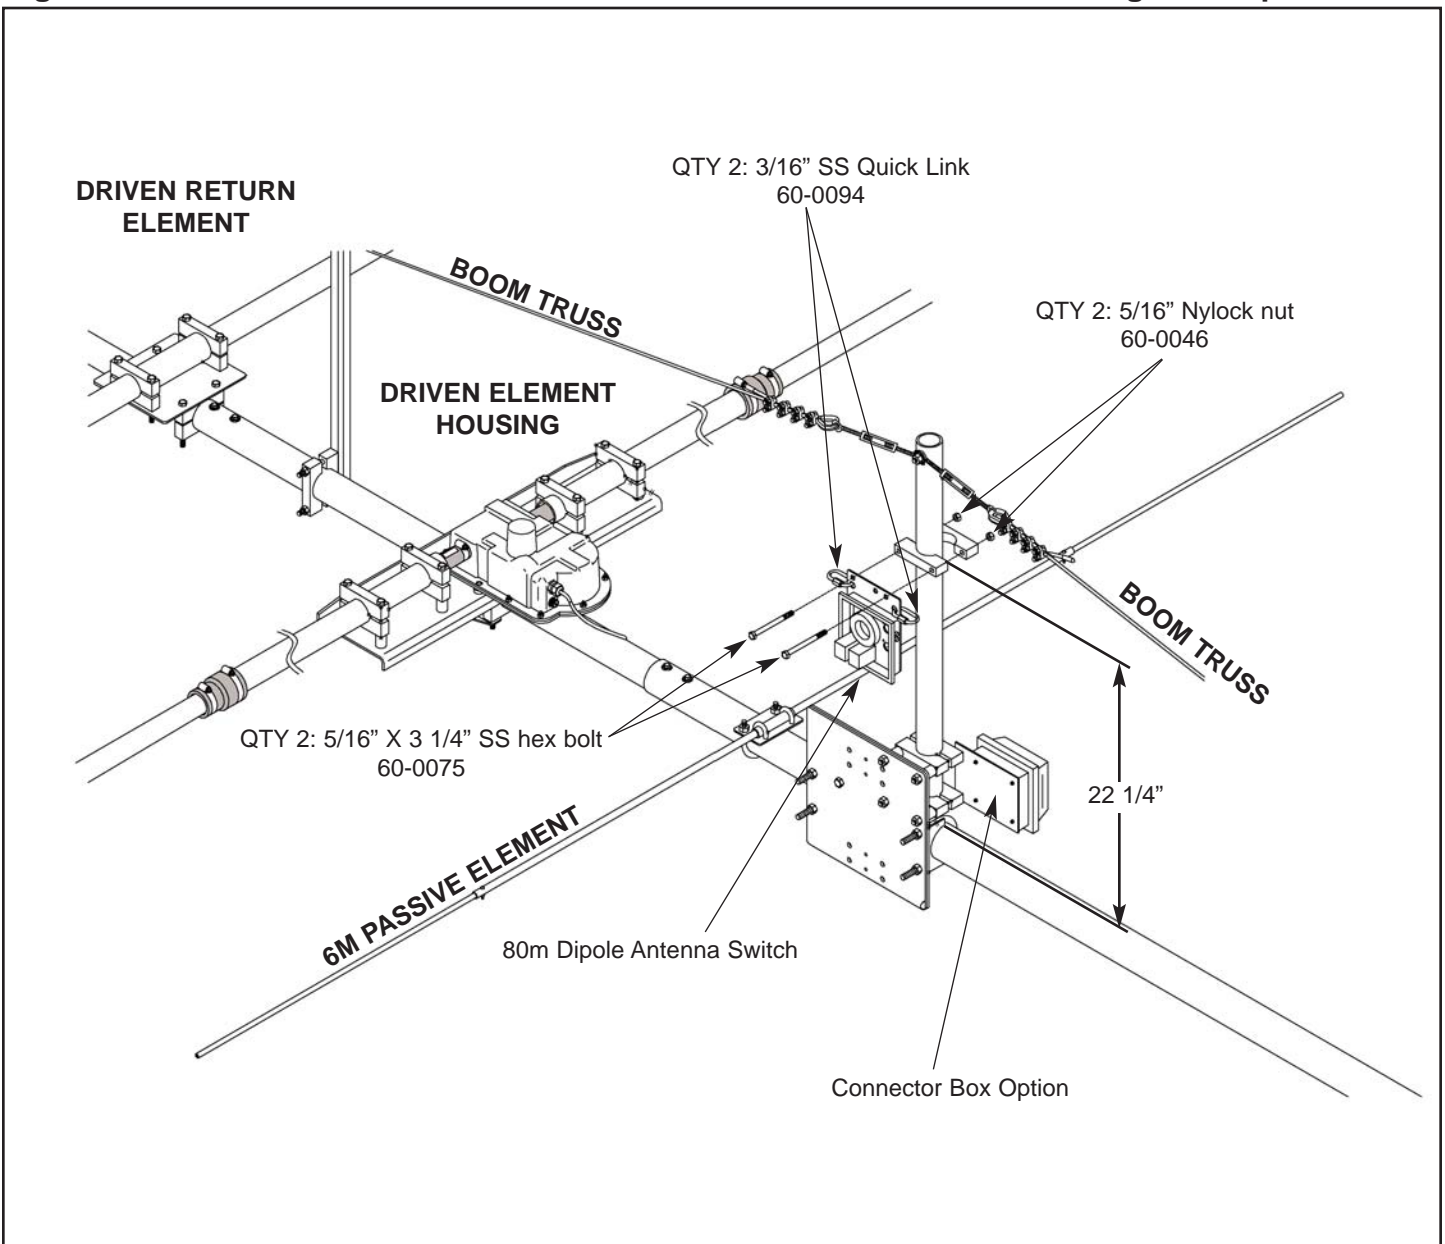 DRIVEN RETURN
ELEMENT
QTY 2: 3/16” SS Quick Link
60-0094
BOOM TRUSS
QTY 2: 5/16” Nylock nut
60-0046
DRIVEN ELEMENT
HOUSING
BOOM TRUSS
QTY 2: 5/16” X 3 1/4” SS hex bolt
60-0075
22 1/4”
6M PASSIVE ELEMENT
80m Dipole Antenna Switch
Connector Box Option